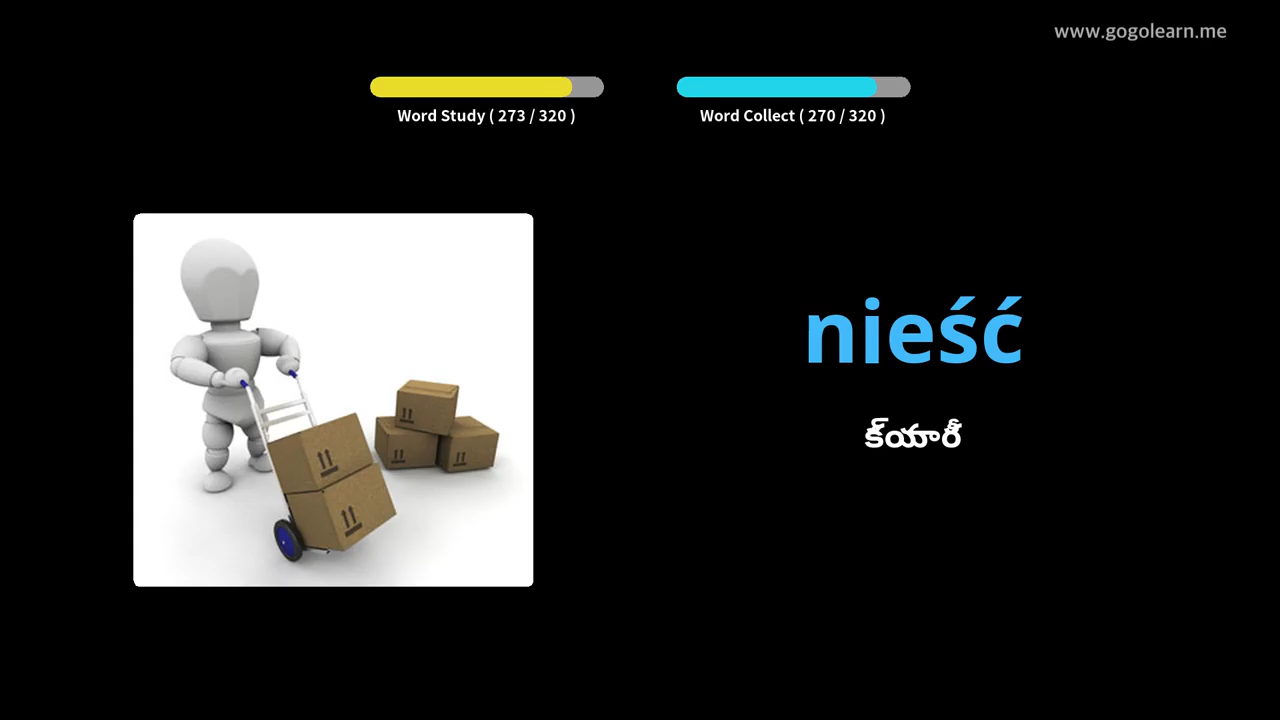 www.gogolearn.me
Word Study ( 273 / 320 )
Word Collect ( 270 / 320 )
nieść
క్యారీ